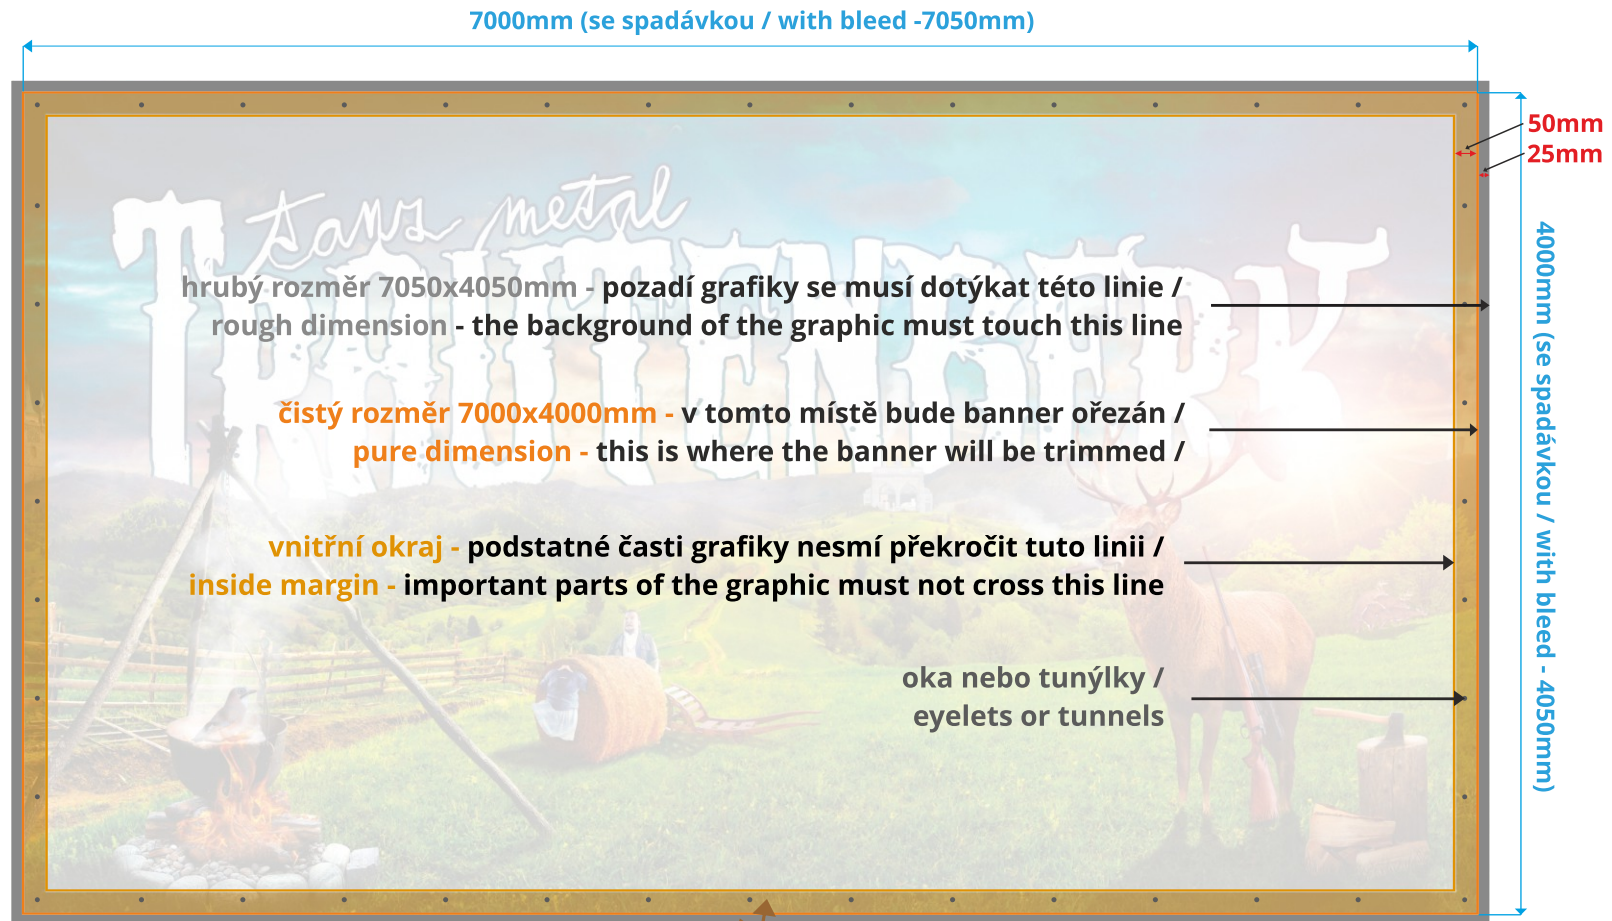 7000mm (se spadávkou / with bleed -7050mm)
50mm
25mm
4000mm (se spadávkou / with bleed - 4050mm)
tans metal
TRAUTENBERK
hrubý rozměr 7050x4050mm - pozadí grafiky se musí dotýkat této linie /
rough dimension - the background of the graphic must touch this line
čistý rozměr 7000x4000mm - v tomto místě bude banner ořezán /
pure dimension - this is where the banner will be trimmed /
vnitřní okraj - podstatné časti grafiky nesmí překročit tuto linii /
inside margin - important parts of the graphic must not cross this line
oka nebo tunýlky /
eyelets or tunnels